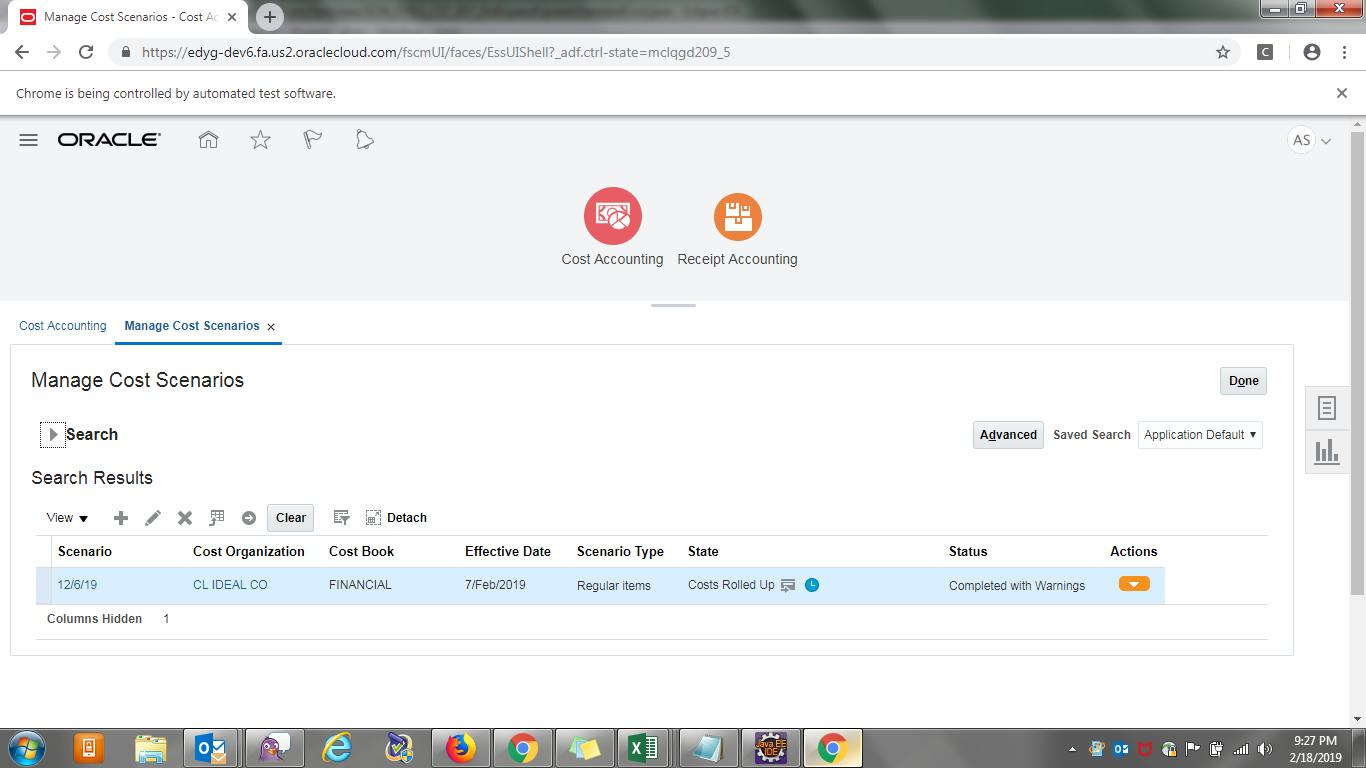 Manage Cost Scenarios - Cost Ac
https://edyg-dev6.fa.us2.oraclecloud.com/fscmUI/faces/EssUIShell?_adf.ctrl-state=mclqgd209_5
C
Chrome is being controlled by automated test software.
ORACLE
AS
Cost Accounting Receipt Accounting
Cost Accounting Manage Cost Scenarios
Manage Cost Scenarios Done
Search Advanced Saved Search Application Default
Search Results
View Clear Detach
Scenario Cost Organization Cost Book Effective Date Scenario Type State Status Actions
12/6/19 CL IDEAL CO FINANCIAL 7/Feb/2019 Regular items Costs Rolled Up Completed with Warnings
Columns Hidden 1
Java EE
IDE
9:27 PM
2/18/2019